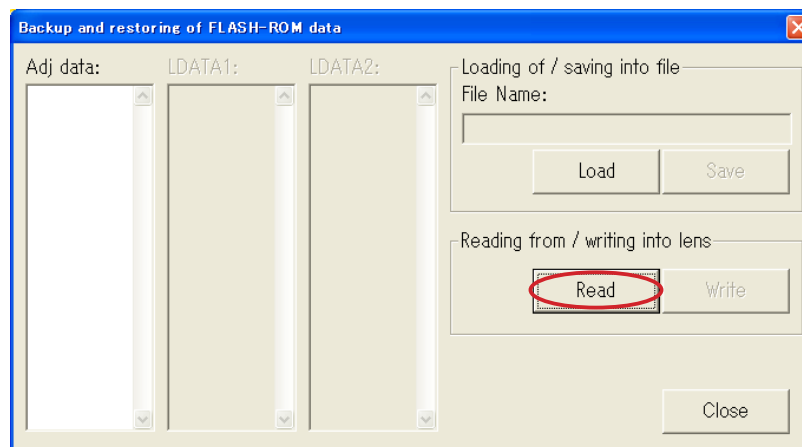 Backup and restoring of FLASH-ROM data
Adj data: LDATA1: LDATA2:
Loading of / saving into file
File Name:
Load Save
Reading from / writing into lens
Read Write
Close